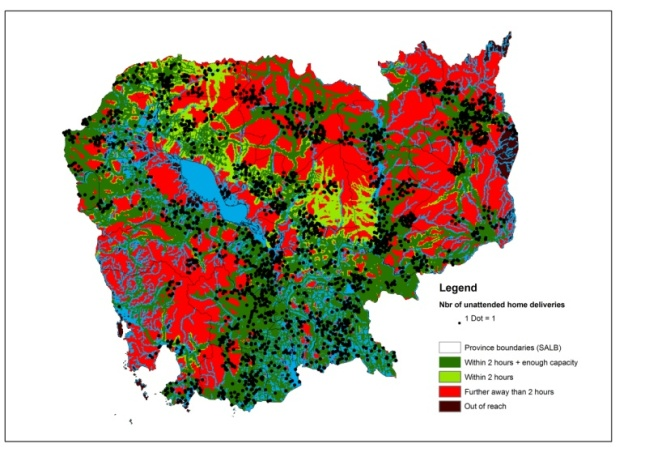 Legend
Nbr of unattended home deliveries
1 Dot = 1
Province boundaries (SALB)
Within 2 hours + enough capacity
Within 2 hours
Further away than 2 hours
Out of reach